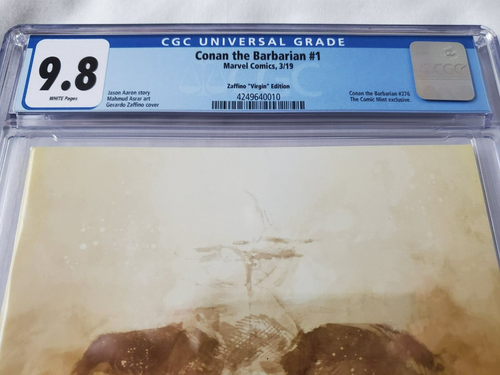 CGC UNIVERSAL GRADE
9.8
WHITE Pages
Conan the Barbarian #1
Marvel Comics, 3/19
Jason Aaron story
Mahmud Asrar art
Gerardo Zaffino cover
Zaffino "Virgin" Edition
4249640010
Conan the Barbarian #276
The Comic Mint exclusive.